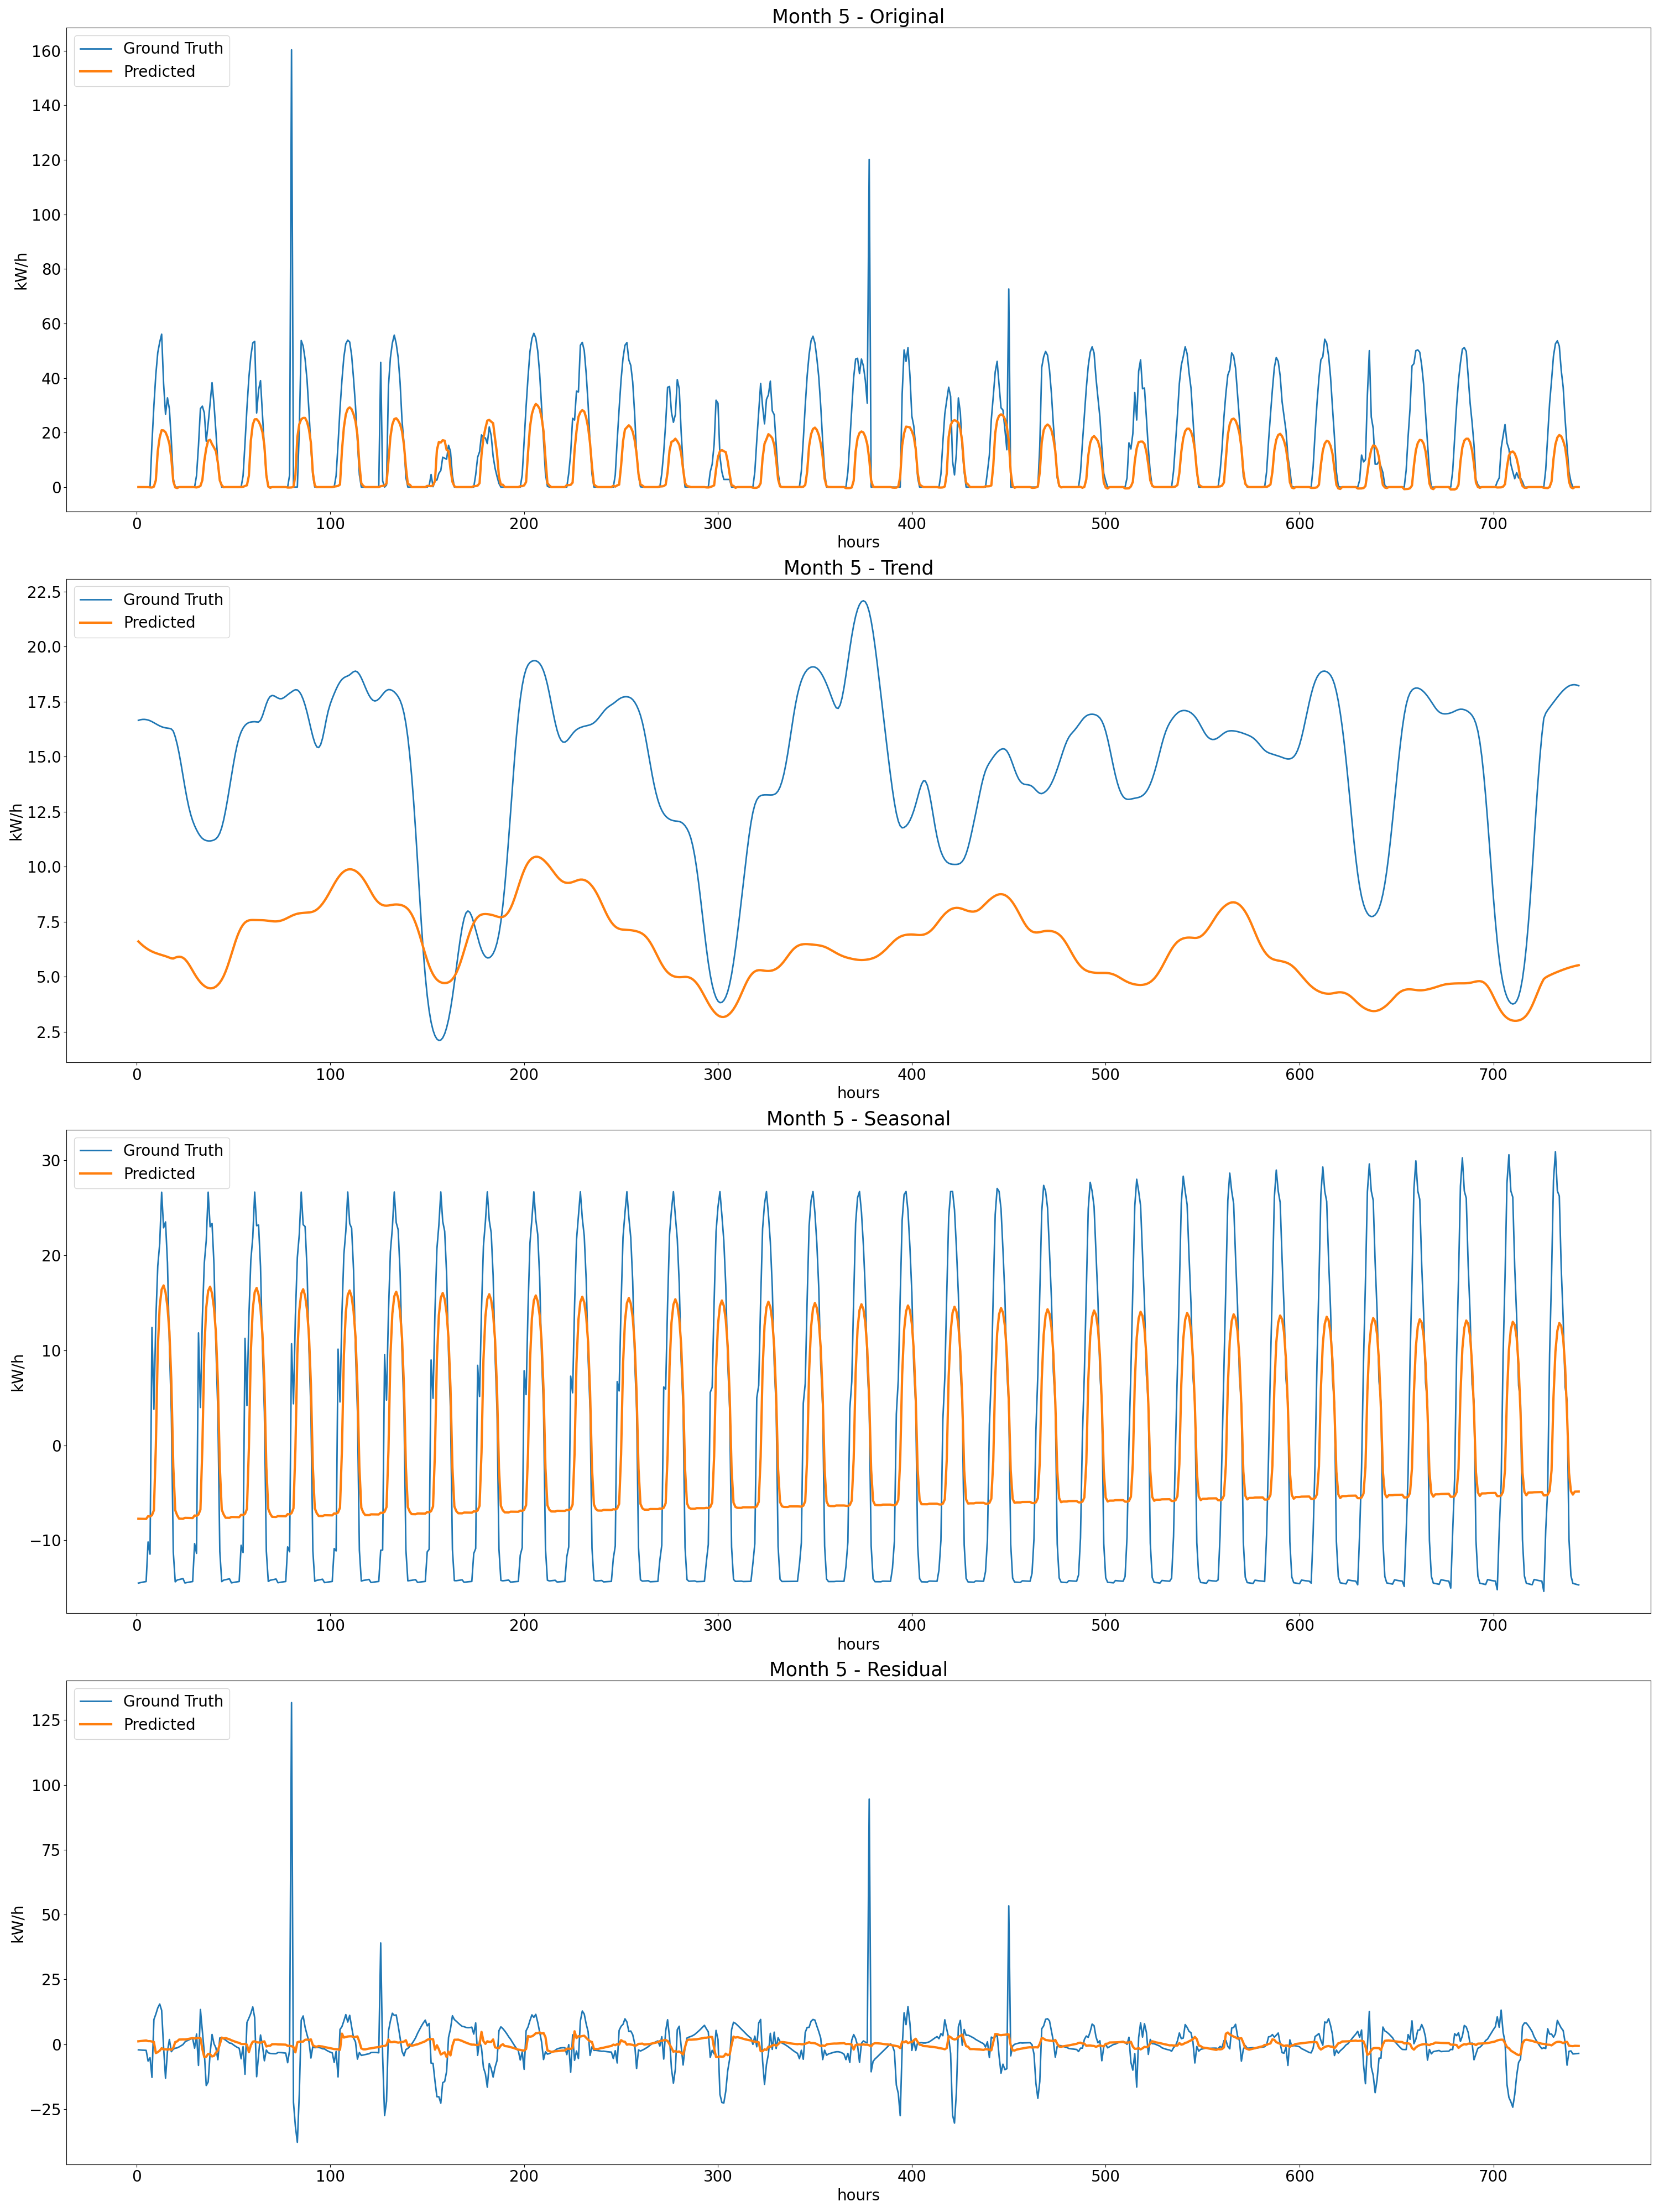 Month 5 - Original
Ground Truth
Predicted
160
140
120
100
80
60
40
20
0
kW/h
0 100 200 300 400 500 600 700
hours
Month 5 - Trend
Ground Truth
Predicted
22.5
20.0
17.5
15.0
12.5
10.0
7.5
5.0
2.5
kW/h
0 100 200 300 400 500 600 700
hours
Month 5 - Seasonal
Ground Truth
Predicted
30
20
10
0
−10
kW/h
0 100 200 300 400 500 600 700
hours
Month 5 - Residual
Ground Truth
Predicted
125
100
75
50
25
0
−25
kW/h
0 100 200 300 400 500 600 700
hours